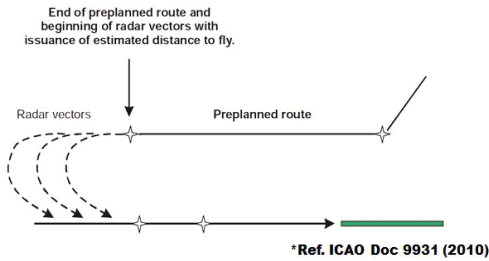 End of preplanned route and
beginning of radar vectors with
issuance of estimated distance to fly.
Radar vectors
Preplanned route
*Ref. ICAO Doc 9931 (2010)